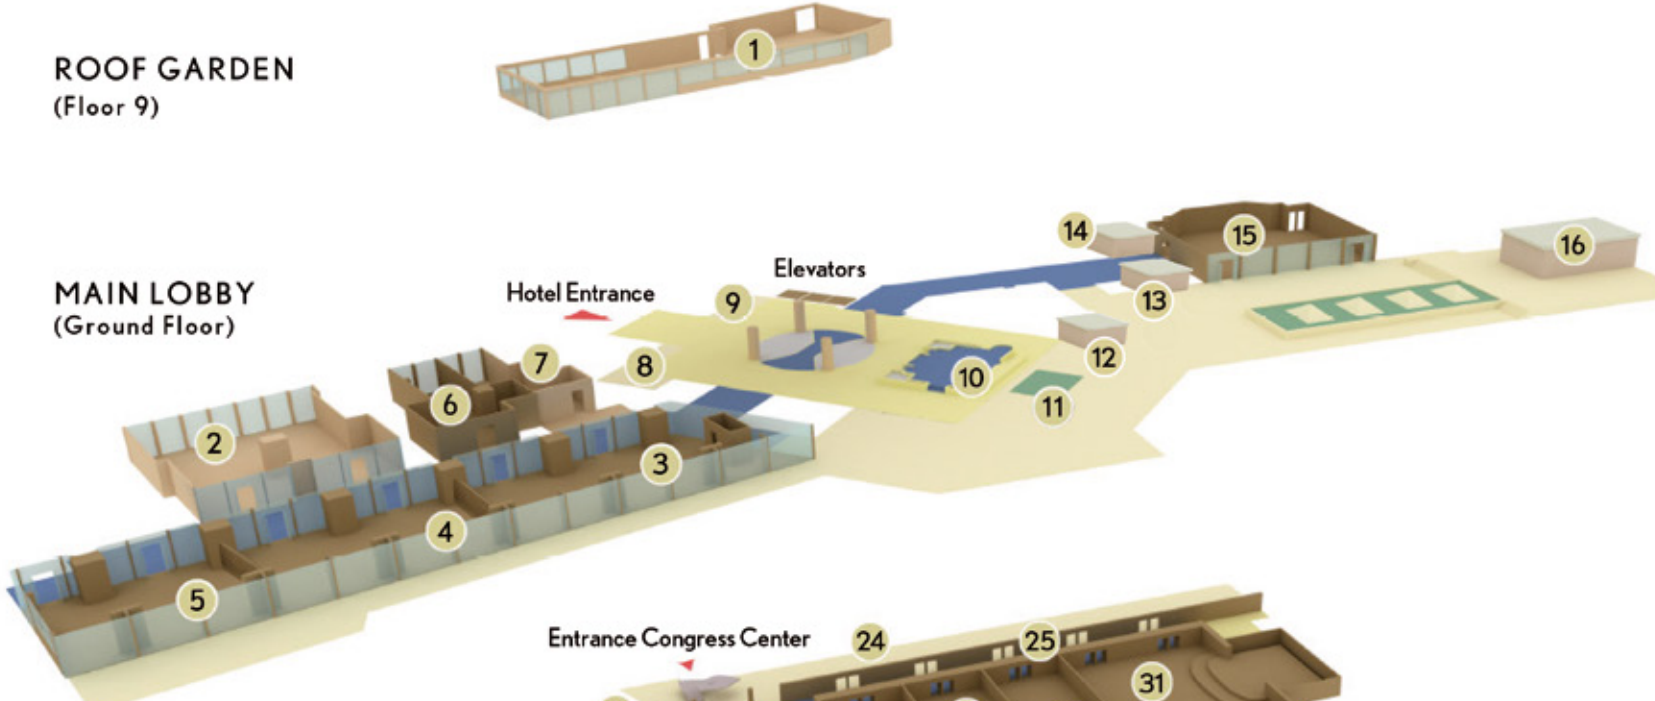 ROOF GARDEN
(Floor 9)
1
MAIN LOBBY
(Ground Floor)
Hotel Entrance
Elevators
14
15
16
9
13
8
12
7
10
11
6
2
3
4
5
Entrance Congress Center
24
25
31